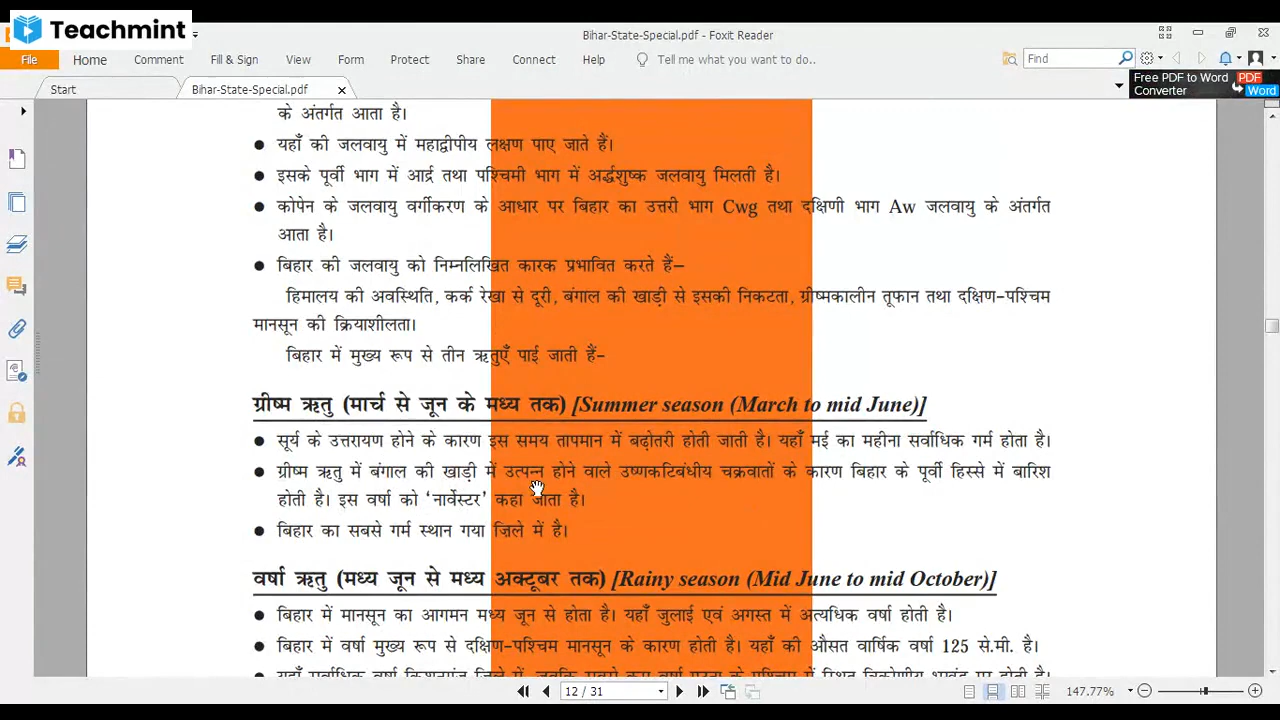 Teachmint
Bihar-State-Special.pdf - Foxit Reader
File Home Comment Fill & Sign View Form Protect Share Connect Help Tell me what you want to do.. Find
Start Bihar-State-Special.pdf
Free PDF to Word
Converter
PDF
Word
के अंतर्गत आता है।
● यहाँ की जलवायु में महाद्वीपीय लक्षण पाए जाते हैं।
● इसके पूर्वी भाग में आर्द्र तथा पश्चिमी भाग में अर्द्धशुष्क जलवायु मिलती है।
● कोपेन के जलवायु वर्गीकरण के आधार पर बिहार का उत्तरी भाग Cwg तथा दक्षिणी भाग Aw जलवायु के अंतर्गत
आता है।
● बिहार की जलवायु को निम्नलिखित कारक प्रभावित करते हैं–
हिमालय की अवस्थिति, कर्क रेखा से दूरी, बंगाल की खाड़ी से इसकी निकटता, ग्रीष्मकालीन तूफान तथा दक्षिण-पश्चिम
मानसून की क्रियाशीलता।
बिहार में मुख्य रूप से तीन ऋतुएँ पाई जाती हैं–
ग्रीष्म ऋतु (मार्च से जून के मध्य तक) [Summer season (March to mid June)]
● सूर्य के उत्तरायण होने के कारण इस समय तापमान में बढ़ोतरी होती जाती है। यहाँ मई का महीना सर्वाधिक गर्म होता है।
● ग्रीष्म ऋतु में बंगाल की खाड़ी में उत्पन्न होने वाले उष्णकटिबंधीय चक्रवातों के कारण बिहार के पूर्वी हिस्से में बारिश
होती है। इस वर्षा को ‘नार्वेस्टर’ कहा जाता है।
● बिहार का सबसे गर्म स्थान गया ज़िले में है।
वर्षा ऋतु (मध्य जून से मध्य अक्टूबर तक) [Rainy season (Mid June to mid October)]
● बिहार में मानसून का आगमन मध्य जून से होता है। यहाँ जुलाई एवं अगस्त में अत्यधिक वर्षा होती है।
● बिहार में वर्षा मुख्य रूप से दक्षिण-पश्चिम मानसून के कारण होती है। यहाँ की औसत वार्षिक वर्षा 125 से.मी. है।
12 / 31
147.77%